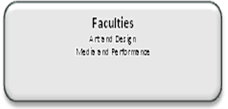 Faculties
Art and Design
Media and Performance